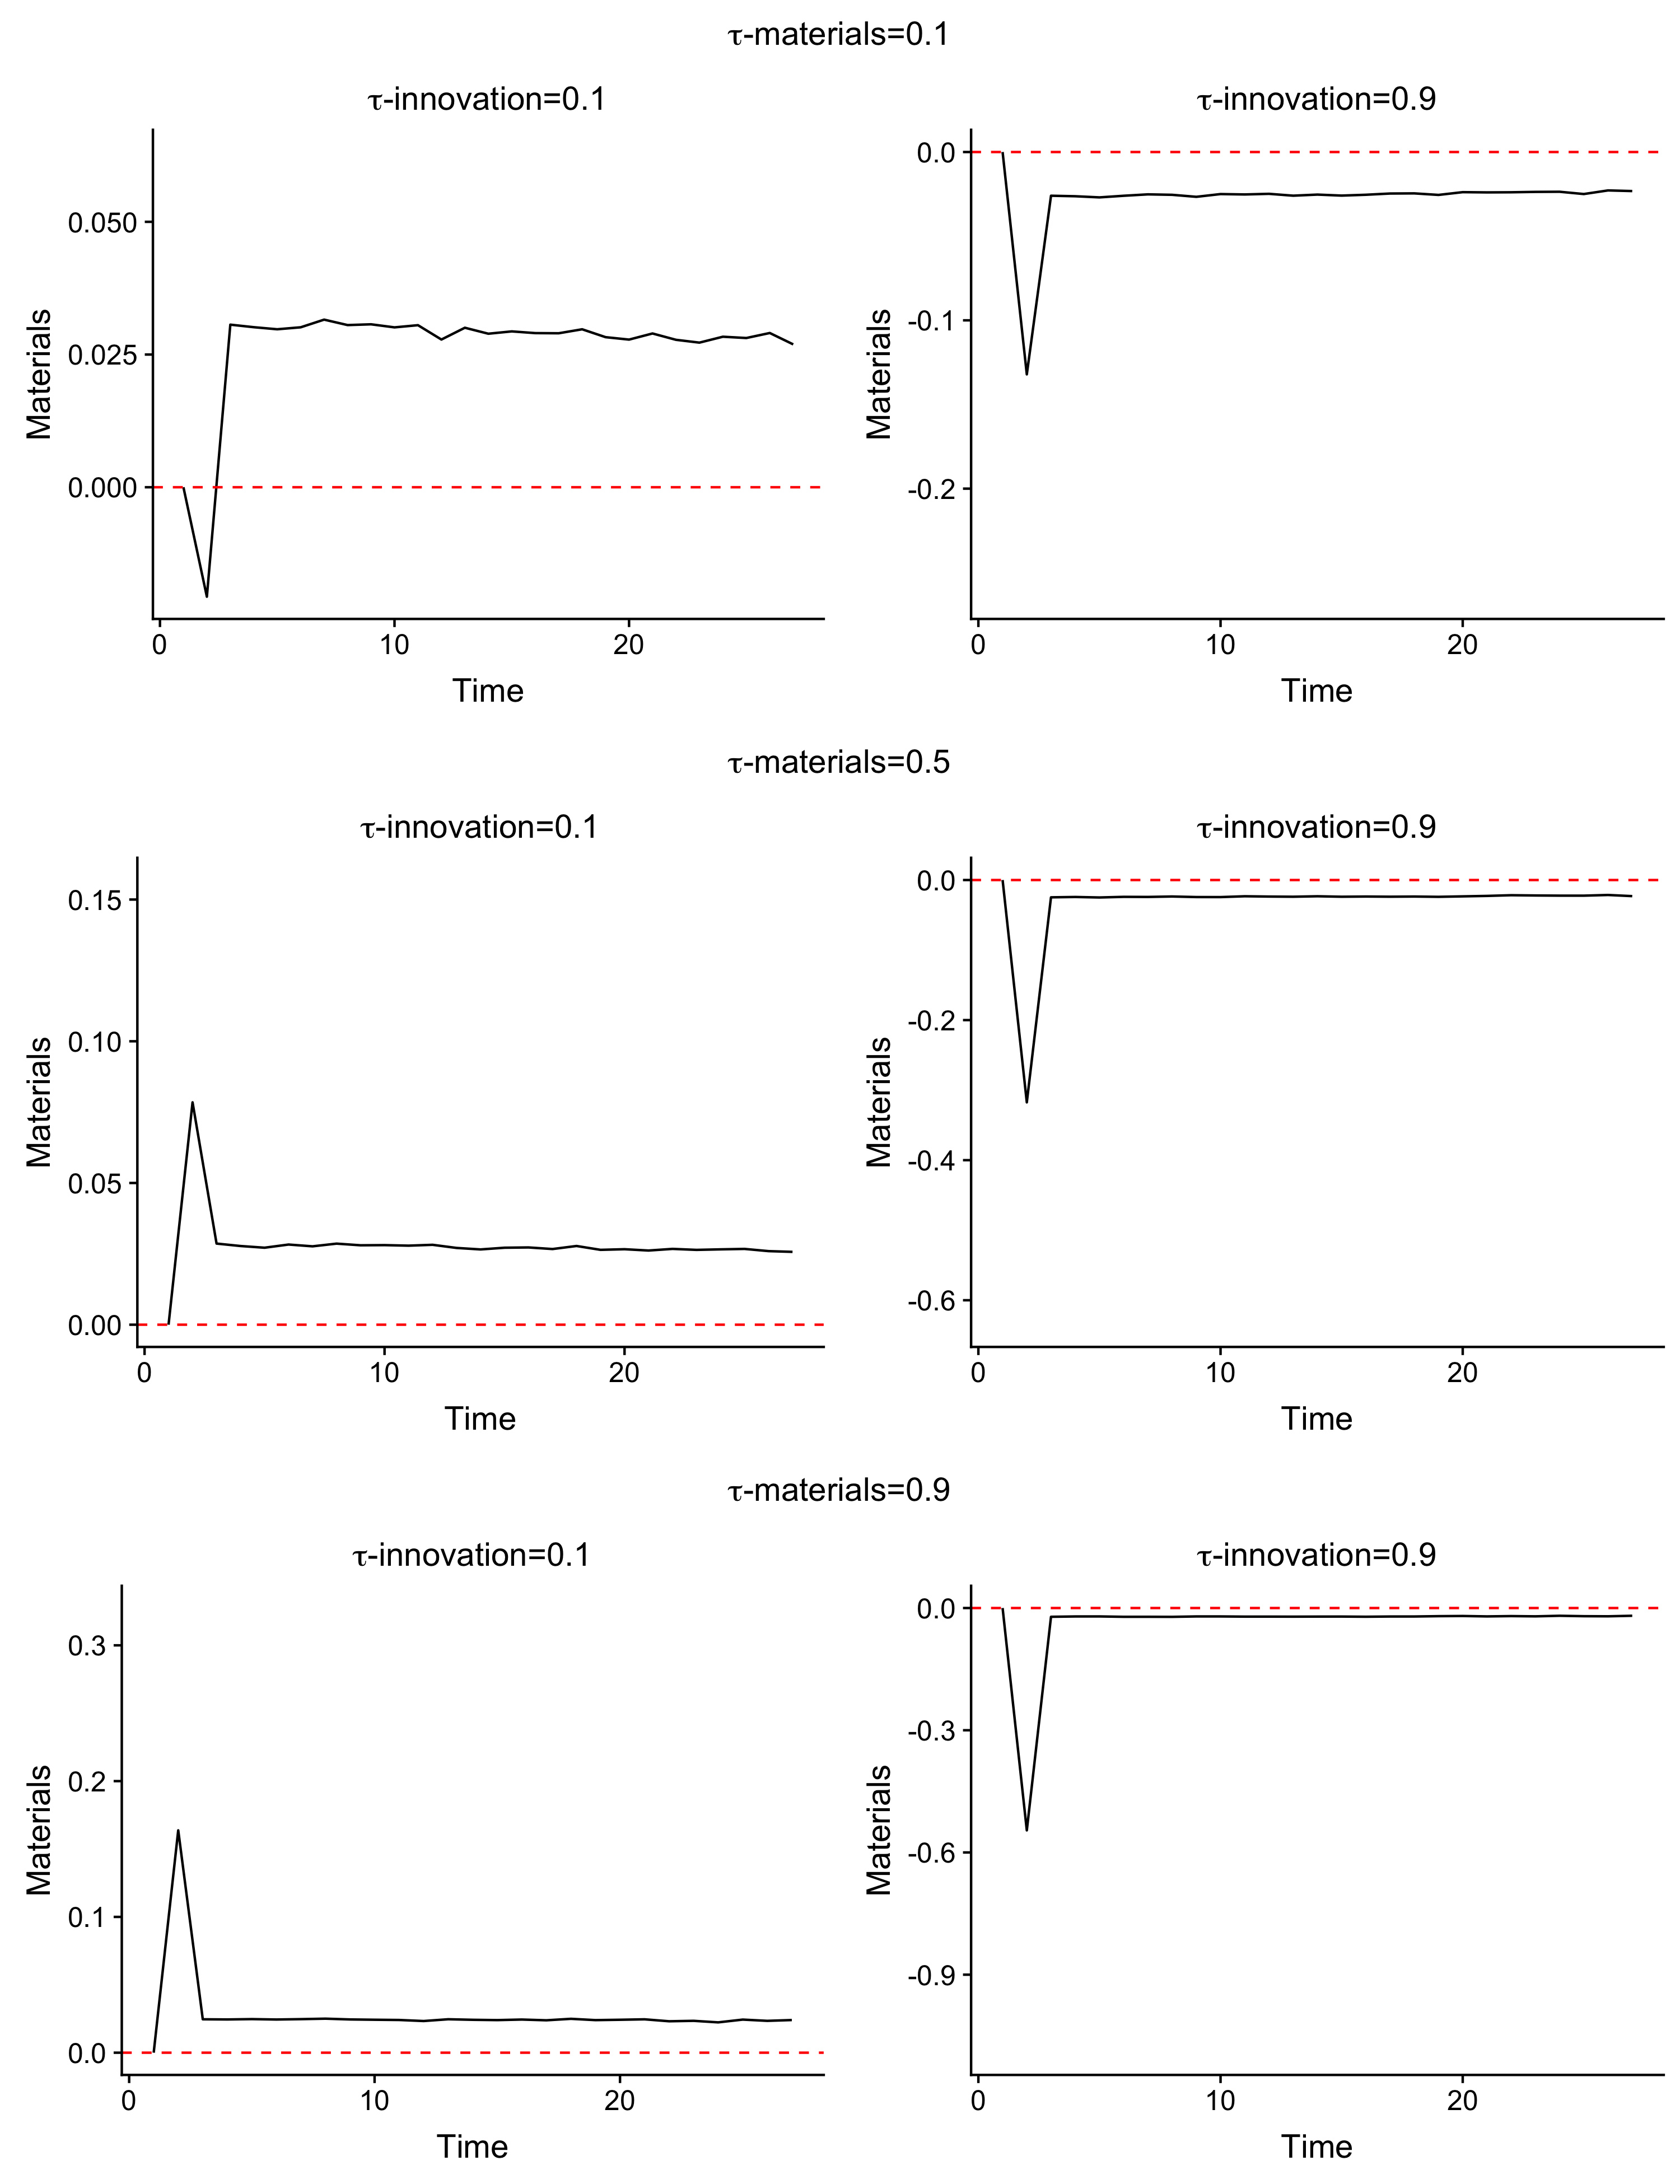 τ-materials=0.1
τ-innovation=0.1
Materials
0.050
0.025
0.000
0
10
20
Time
τ-innovation=0.9
Materials
0.0
-0.1
-0.2
0
10
20
Time
τ-materials=0.5
τ-innovation=0.1
Materials
0.15
0.10
0.05
0.00
0
10
20
Time
τ-innovation=0.9
Materials
0.0
-0.2
-0.4
-0.6
0
10
20
Time
τ-materials=0.9
τ-innovation=0.1
Materials
0.3
0.2
0.1
0.0
0
10
20
Time
τ-innovation=0.9
Materials
0.0
-0.3
-0.6
-0.9
0
10
20
Time